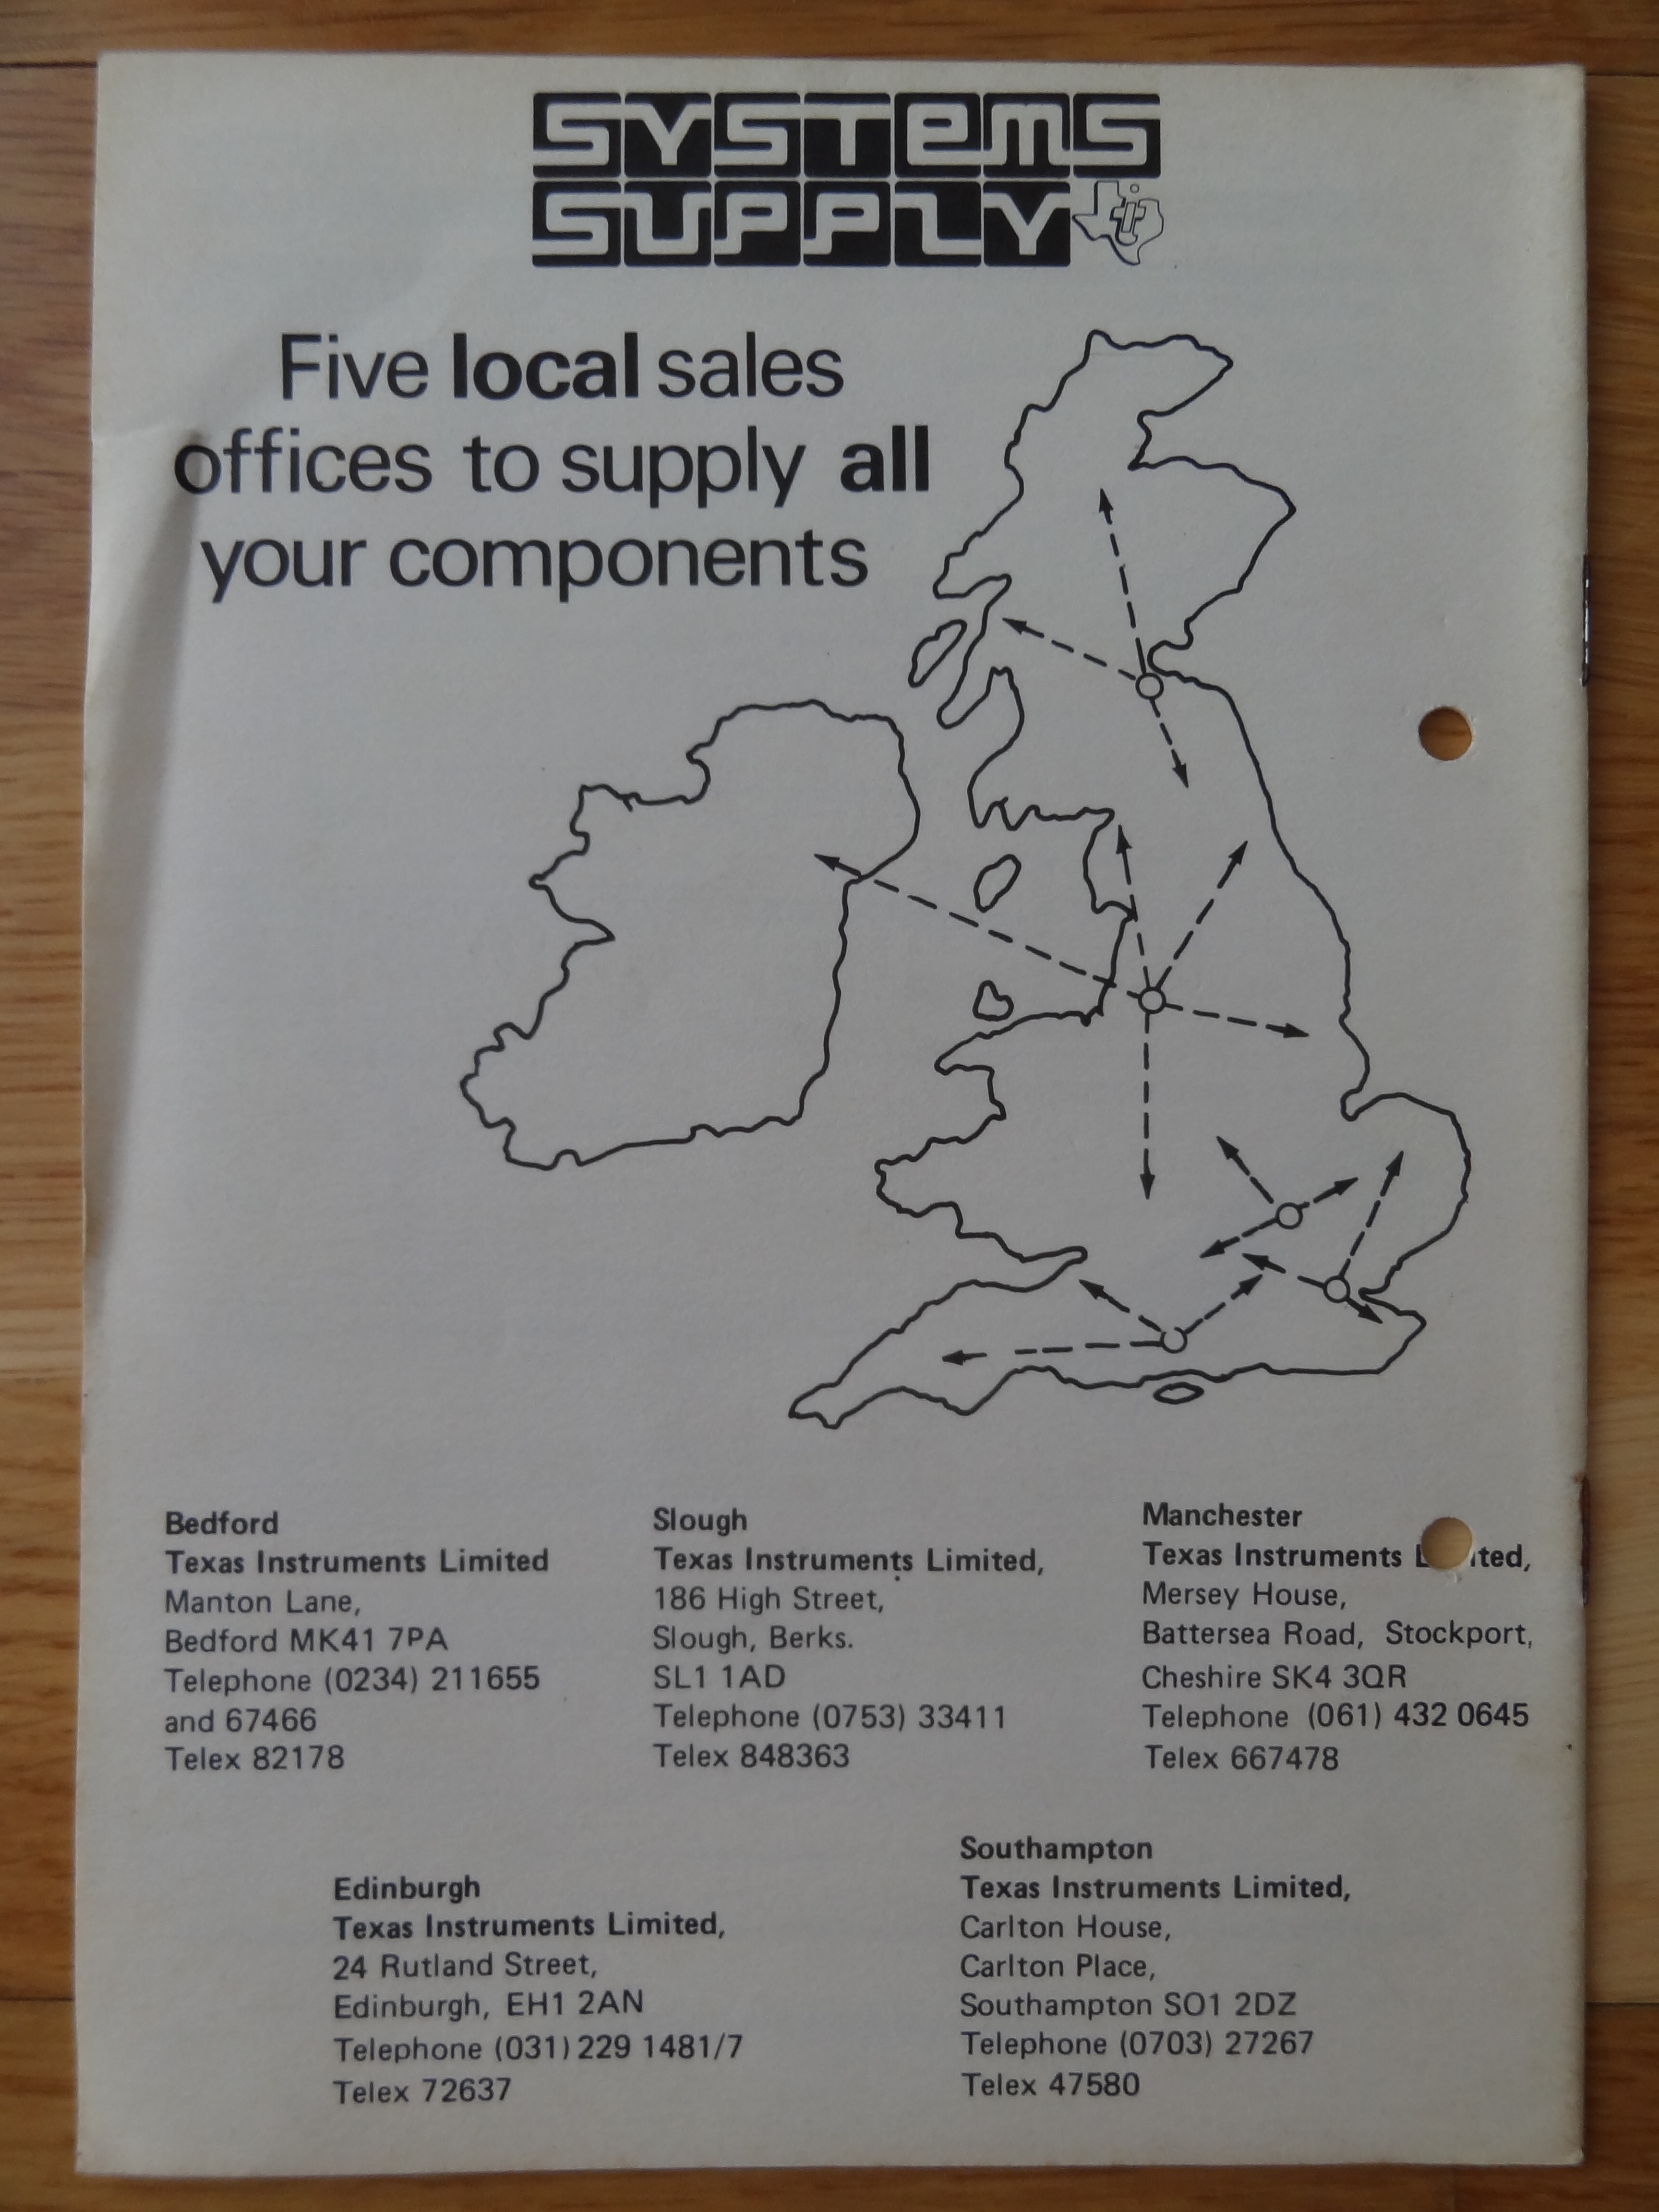 SYSTEMS
SUPPLY
Five local sales
offices to supply all
your components
Bedford
Texas Instruments Limited
Manton Lane,
Bedford MK41 7PA
Telephone (0234) 211655
and 67466
Telex 82178
Slough
Texas Instruments Limited,
186 High Street,
Slough, Berks.
SL1 1AD
Telephone (0753) 33411
Telex 848363
Manchester
Texas Instruments Limited,
Mersey House,
Battersea Road, Stockport,
Cheshire SK4 3QR
Telephone (061) 432 0645
Telex 667478
Edinburgh
Texas Instruments Limited,
24 Rutland Street,
Edinburgh, EH1 2AN
Telephone (031) 229 1481/7
Telex 72637
Southampton
Texas Instruments Limited,
Carlton House,
Carlton Place,
Southampton SO1 2DZ
Telephone (0703) 27267
Telex 47580